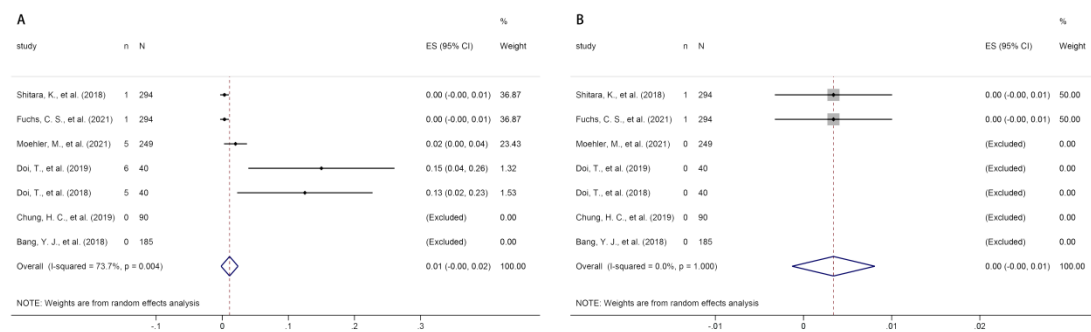 A
%
study n N ES (95% CI) Weight
Shitara, K., et al. (2018) 1 294 0.00 (-0.00, 0.01) 36.87
Fuchs, C. S., et al. (2021) 1 294 0.00 (-0.00, 0.01) 36.87
Moehler, M., et al. (2021) 5 249 0.02 (0.00, 0.04) 23.43
Doi, T., et al. (2019) 6 40 0.15 (0.04, 0.26) 1.32
Doi, T., et al. (2018) 5 40 0.13 (0.02, 0.23) 1.53
Chung, H. C., et al. (2019) 0 90 (Excluded) 0.00
Bang, Y. J., et al. (2018) 0 185 (Excluded) 0.00
Overall (I-squared = 73.7%, p = 0.004) 0.01 (-0.00, 0.02) 100.00
NOTE: Weights are from random effects analysis
-.1 0 .1 .2 .3
B
%
study n N ES (95% CI) Weight
Shitara, K., et al. (2018) 1 294 0.00 (-0.00, 0.01) 50.00
Fuchs, C. S., et al. (2021) 1 294 0.00 (-0.00, 0.01) 50.00
Moehler, M., et al. (2021) 0 249 (Excluded) 0.00
Doi, T., et al. (2019) 0 40 (Excluded) 0.00
Doi, T., et al. (2018) 0 40 (Excluded) 0.00
Chung, H. C., et al. (2019) 0 90 (Excluded) 0.00
Bang, Y. J., et al. (2018) 0 185 (Excluded) 0.00
Overall (I-squared = 0.0%, p = 1.000) 0.00 (-0.00, 0.01) 100.00
NOTE: Weights are from random effects analysis
-.01 0 .01 .02